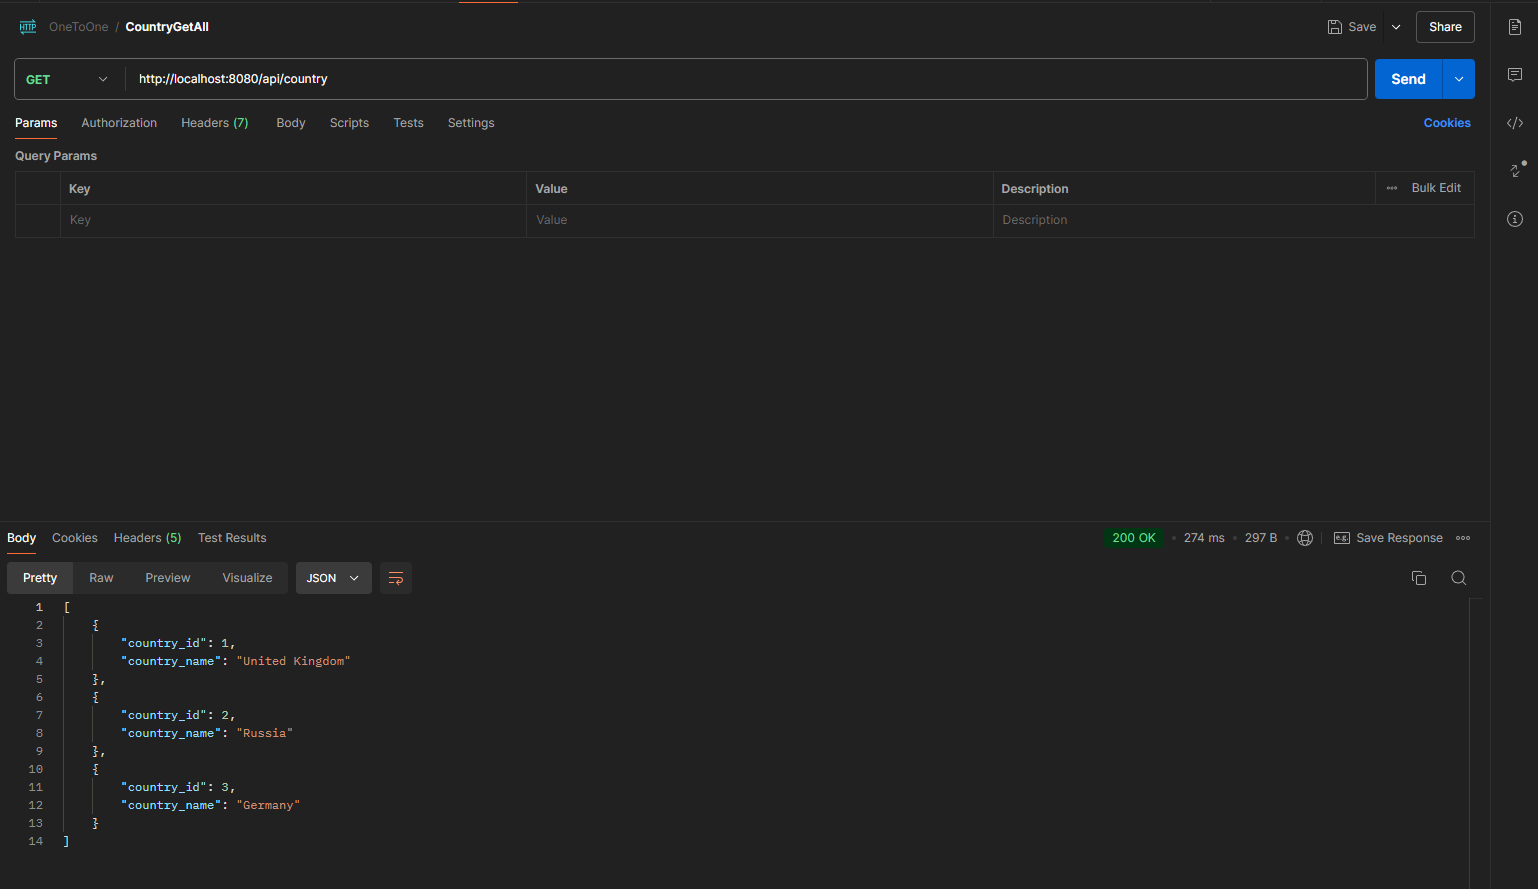 HTTP OneToOne / CountryGetAll Save Share
GET http://localhost:8080/api/country Send
Params Authorization Headers (7) Body Scripts Tests Settings Cookies
Query Params
Key Value Description Bulk Edit
Key Value Description
Body Cookies Headers (5) Test Results 200 OK 274 ms 297 B e.g. Save Response
Pretty Raw Preview Visualize JSON
1 [
2 {
3 "country_id": 1,
4 "country_name": "United Kingdom"
5 },
6 {
7 "country_id": 2,
8 "country_name": "Russia"
9 },
10 {
11 "country_id": 3,
12 "country_name": "Germany"
13 }
14 ]